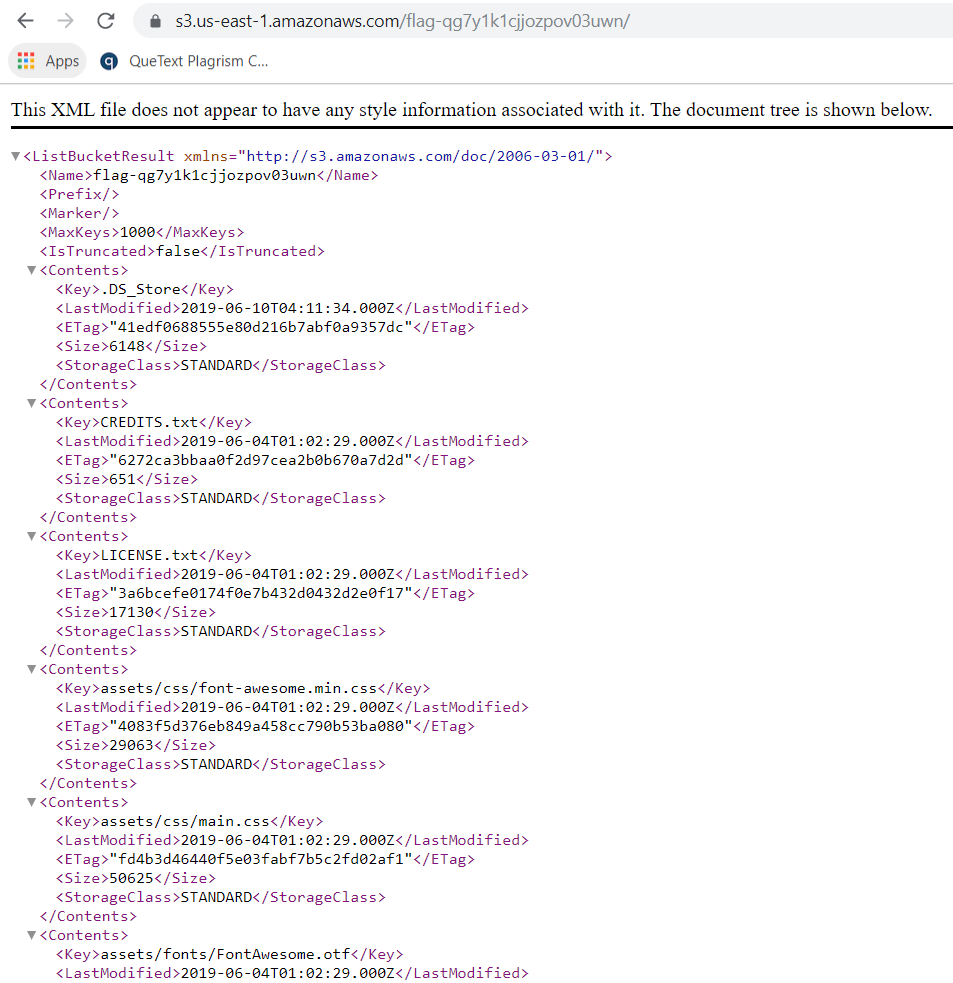 s3.us-east-1.amazonaws.com/flag-qg7y1k1cjjozpov03uwn/
Apps q QueText Plagrism C...
This XML file does not appear to have any style information associated with it. The document tree is shown below.
▼<ListBucketResult xmlns="http://s3.amazonaws.com/doc/2006-03-01/">
<Name>flag-qg7y1k1cjjozpov03uwn</Name>
<Prefix/>
<Marker/>
<MaxKeys>1000</MaxKeys>
<IsTruncated>false</IsTruncated>
▼<Contents>
<Key>.DS_Store</Key>
<LastModified>2019-06-10T04:11:34.000Z</LastModified>
<ETag>"41edf0688555e80d216b7abf0a9357dc"</ETag>
<Size>6148</Size>
<StorageClass>STANDARD</StorageClass>
</Contents>
▼<Contents>
<Key>CREDITS.txt</Key>
<LastModified>2019-06-04T01:02:29.000Z</LastModified>
<ETag>"6272ca3bbaa0f2d97cea2b0b670a7d2d"</ETag>
<Size>651</Size>
<StorageClass>STANDARD</StorageClass>
</Contents>
▼<Contents>
<Key>LICENSE.txt</Key>
<LastModified>2019-06-04T01:02:29.000Z</LastModified>
<ETag>"3a6bcefe0174f0e7b432d0432d2e0f17"</ETag>
<Size>17130</Size>
<StorageClass>STANDARD</StorageClass>
</Contents>
▼<Contents>
<Key>assets/css/font-awesome.min.css</Key>
<LastModified>2019-06-04T01:02:29.000Z</LastModified>
<ETag>"4083f5d376eb849a458cc790b53ba080"</ETag>
<Size>29063</Size>
<StorageClass>STANDARD</StorageClass>
</Contents>
▼<Contents>
<Key>assets/css/main.css</Key>
<LastModified>2019-06-04T01:02:29.000Z</LastModified>
<ETag>"fd4b3d46440f5e03fabf7b5c2fd02af1"</ETag>
<Size>50625</Size>
<StorageClass>STANDARD</StorageClass>
</Contents>
▼<Contents>
<Key>assets/fonts/FontAwesome.otf</Key>
<LastModified>2019-06-04T01:02:29.000Z</LastModified>